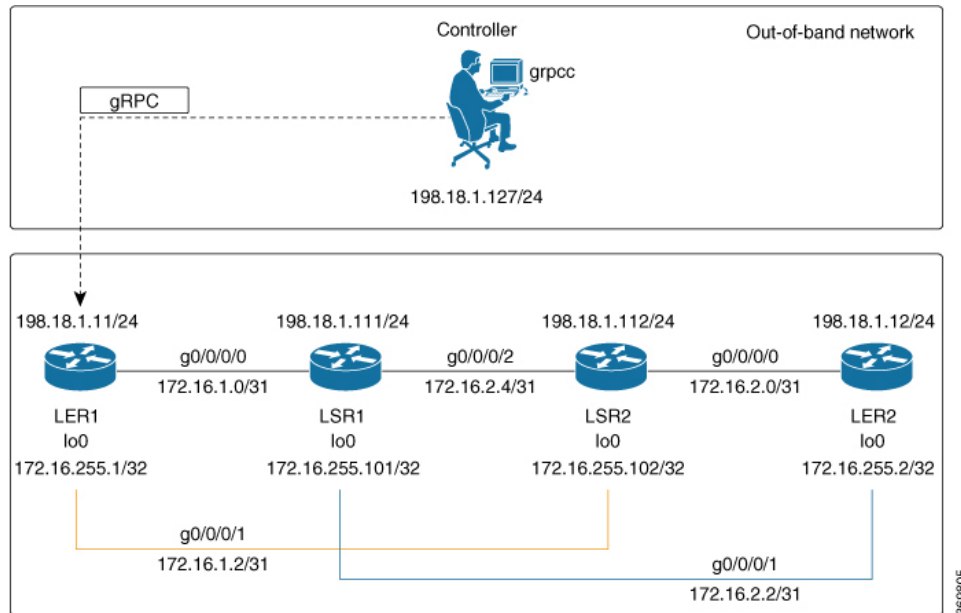 Controller
Out-of-band network
grpcc
gRPC
198.18.1.127/24
198.18.1.11/24
198.18.1.111/24
198.18.1.112/24
198.18.1.12/24
g0/0/0/0
g0/0/0/2
g0/0/0/0
172.16.1.0/31
172.16.2.4/31
172.16.2.0/31
LER1
LSR1
LSR2
LER2
lo0
lo0
lo0
lo0
172.16.255.1/32
172.16.255.101/32
172.16.255.102/32
172.16.255.2/32
g0/0/0/1
172.16.1.2/31
g0/0/0/1
172.16.2.2/31